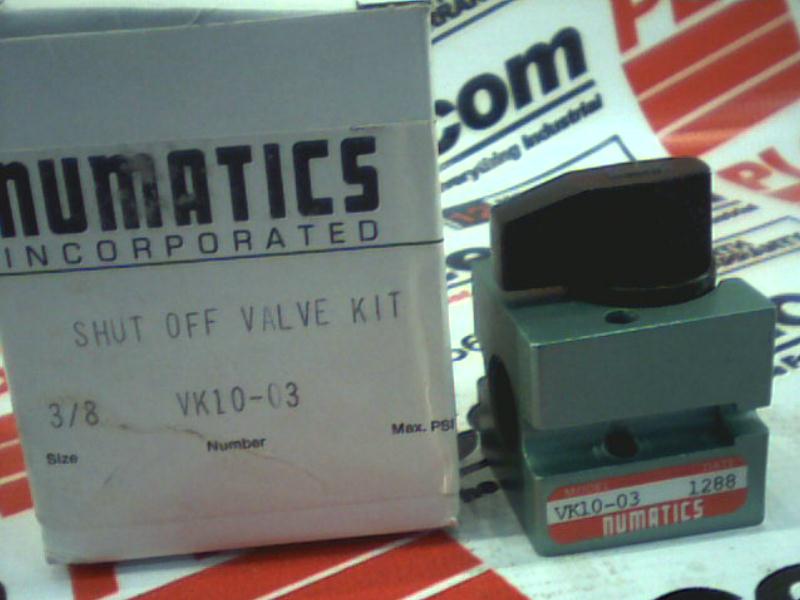 NUMATICS
INCORPORATED
SHUT OFF VALVE KIT
3/8 VK10-03
Size Number Max. PSI
com
everything industrial
MODEL DATE
VK10-03 1288
NUMATICS